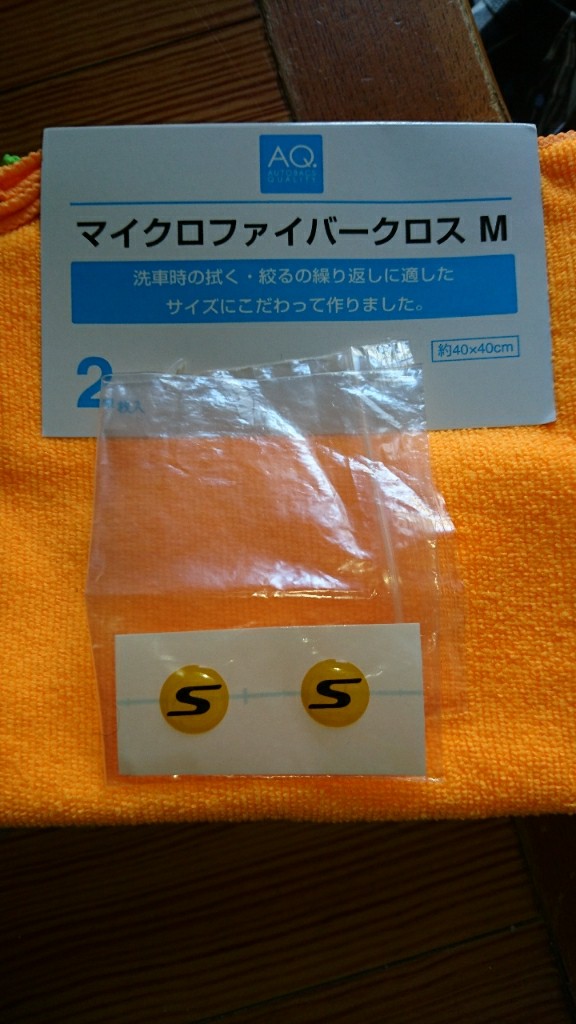 AQ.
AUTOBACS
QUALITY
マイクロファイバークロス M
洗車時の拭く・絞るの繰り返しに適した
サイズにこだわって作りました。
約40×40cm
2枚入
S
S